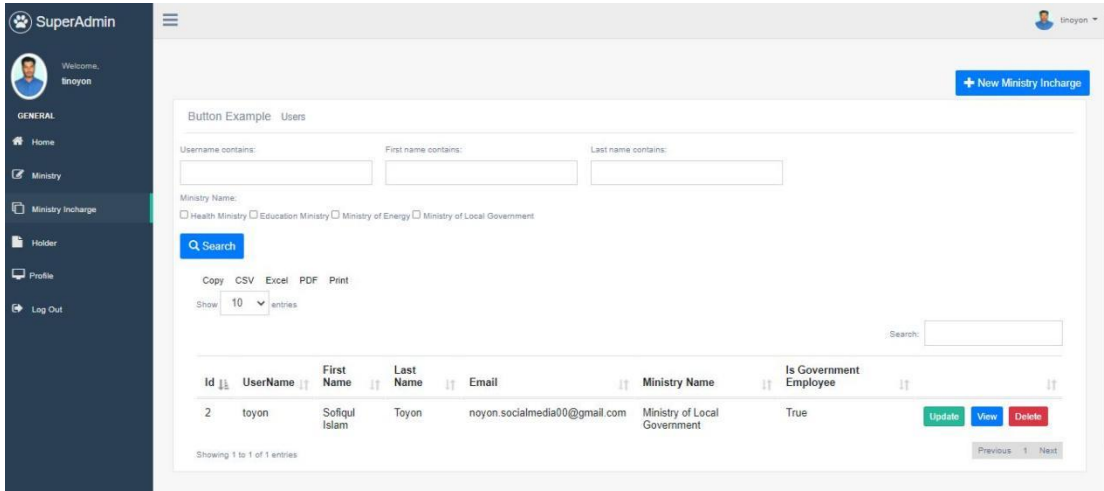 SuperAdmin
tinoyon
Welcome,
tinoyon
GENERAL
Home
Ministry
Ministry Incharge
Holder
Profile
Log Out
New Ministry Incharge
Button Example Users
Username contains: First name contains: Last name contains:
Ministry Name:
Health Ministry Education Ministry Ministry of Energy Ministry of Local Government
Search
Copy CSV Excel PDF Print
Show 10 entries
Search:
Id UserName First Name Last Name Email Ministry Name Is Government Employee
2 toyon Sofiqul Islam Toyon noyon.socialmedia00@gmail.com Ministry of Local Government True Update View Delete
Showing 1 to 1 of 1 entries
Previous 1 Next